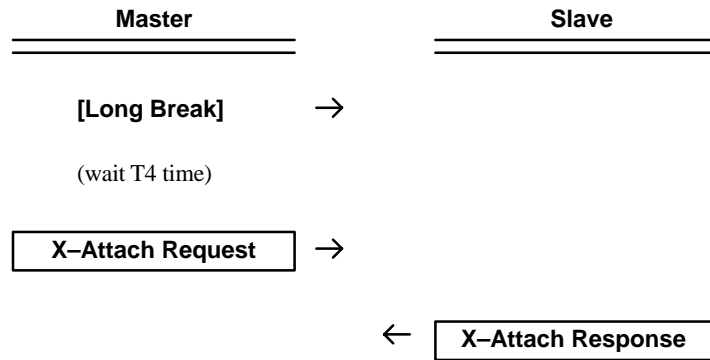 Master Slave
[Long Break] →
(wait T4 time)
X–Attach Request →
← X–Attach Response